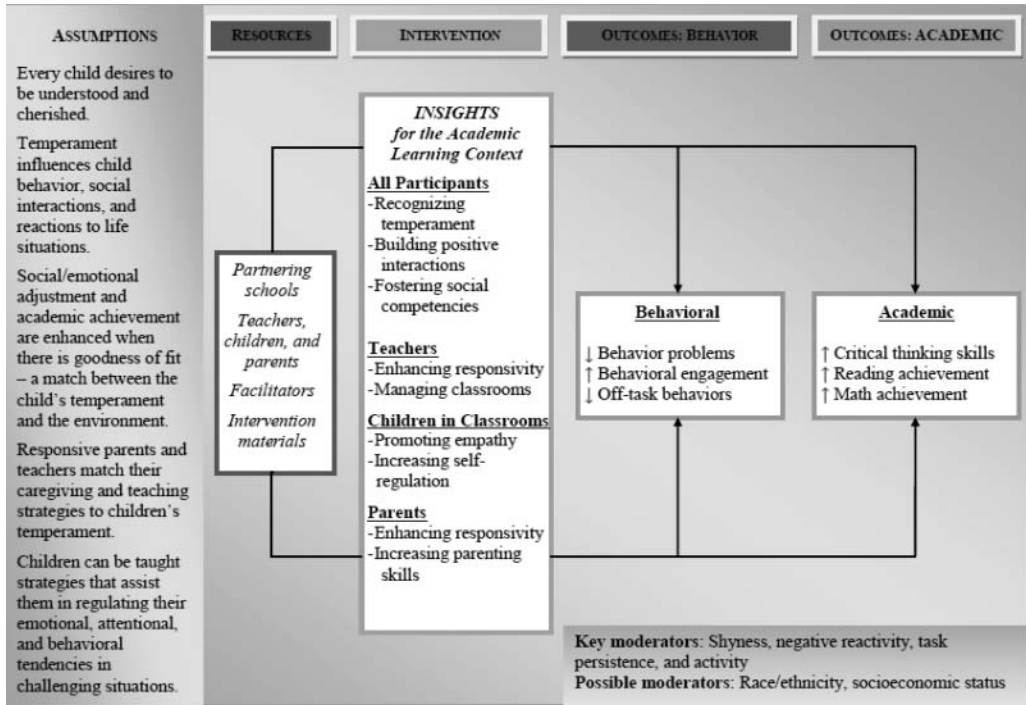 ASSUMPTIONS
Every child desires to
be understood and
cherished.
Temperament
influences child
behavior, social
interactions, and
reactions to life
situations.
Social/emotional
adjustment and
academic achievement
are enhanced when
there is goodness of fit
– a match between the
child's temperament
and the environment.
Responsive parents and
teachers match their
caregiving and teaching
strategies to children's
temperament.
Children can be taught
strategies that assist
them in regulating their
emotional, attentional,
and behavioral
tendencies in
challenging situations.
RESOURCES
Partnering
schools
Teachers,
children, and
parents
Facilitators
Intervention
materials
INTERVENTION
INSIGHTS
for the Academic
Learning Context
All Participants
-Recognizing
temperament
-Building positive
interactions
-Fostering social
competencies
Teachers
-Enhancing responsivity
-Managing classrooms
Children in Classrooms
-Promoting empathy
-Increasing self-
regulation
Parents
-Enhancing responsivity
-Increasing parenting
skills
OUTCOMES: BEHAVIOR
Behavioral
↓ Behavior problems
↑ Behavioral engagement
↓ Off-task behaviors
OUTCOMES: ACADEMIC
Academic
↑ Critical thinking skills
↑ Reading achievement
↑ Math achievement
Key moderators: Shyness, negative reactivity, task
persistence, and activity
Possible moderators: Race/ethnicity, socioeconomic status